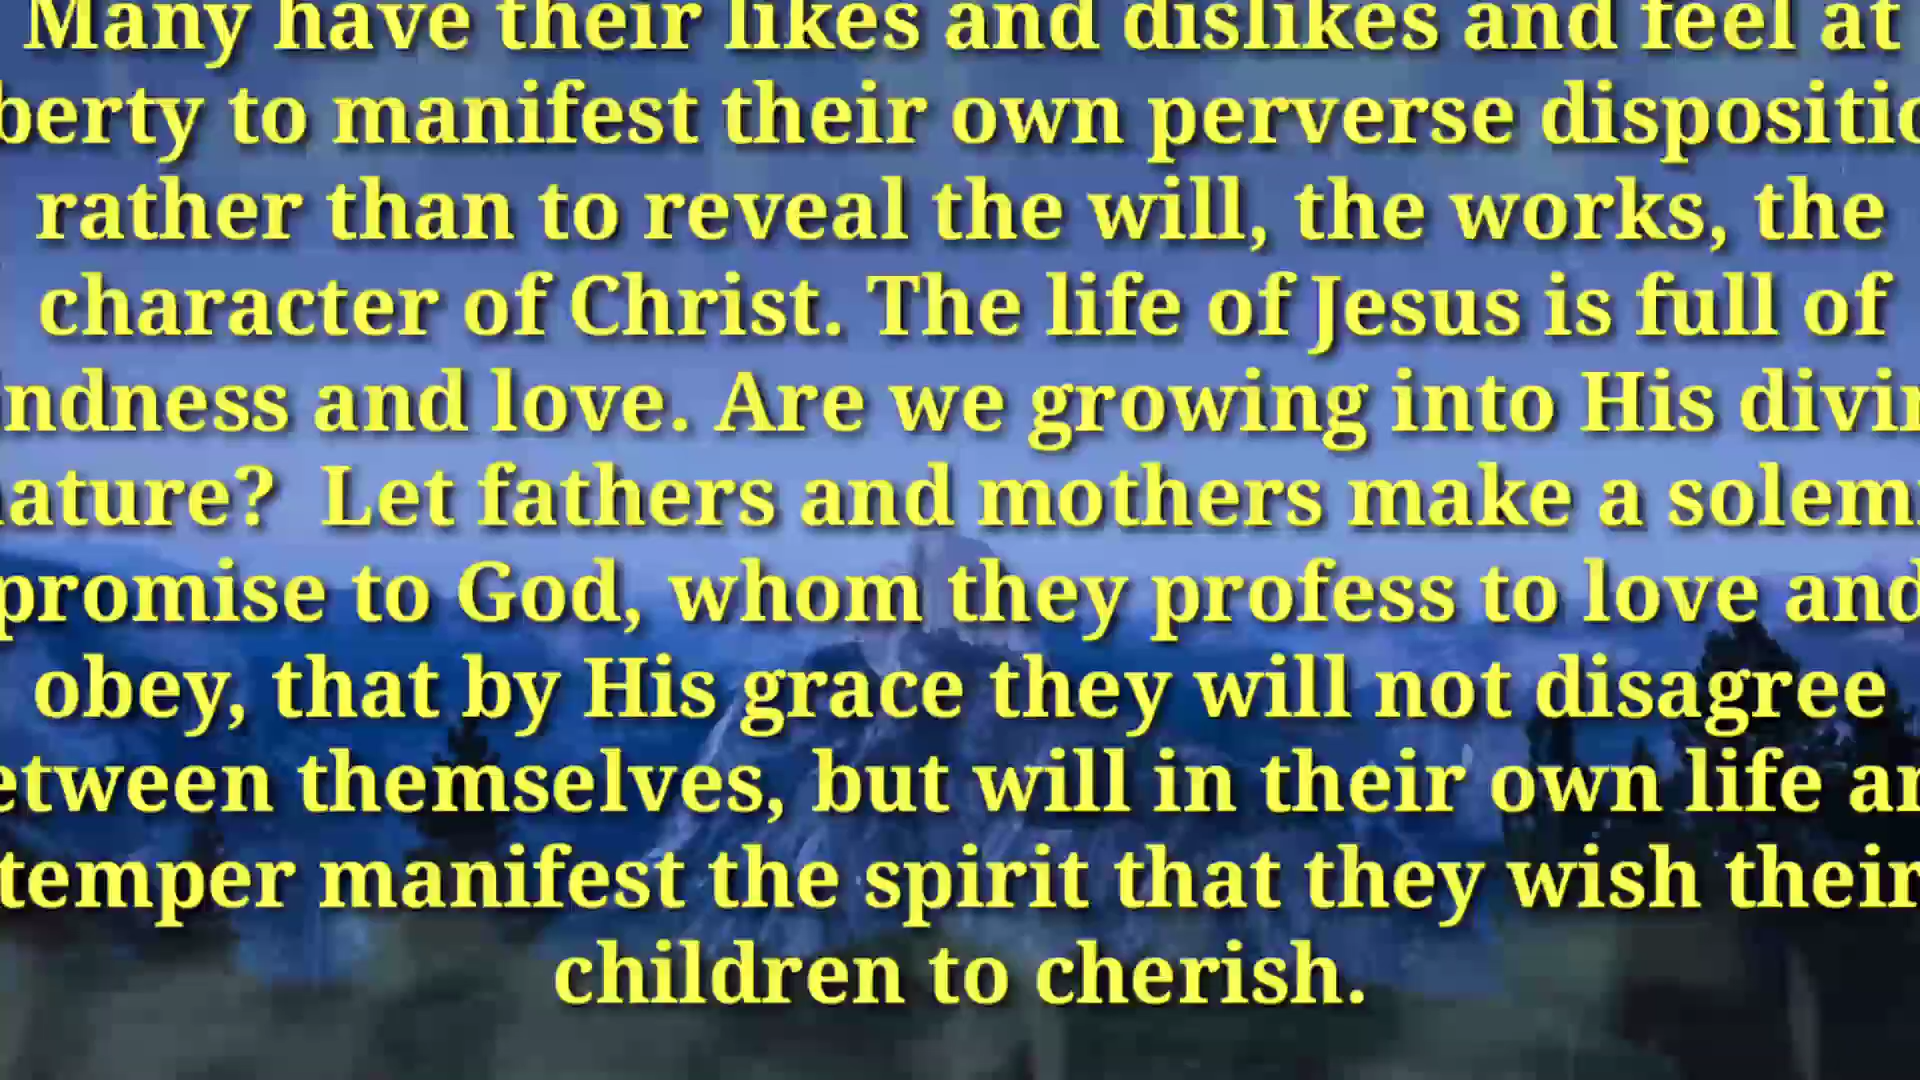 Many have their likes and dislikes and feel at
berty to manifest their own perverse dispositio
rather than to reveal the will, the works, the
character of Christ. The life of Jesus is full of
ndness and love. Are we growing into His divin
ature? Let fathers and mothers make a solem
promise to God, whom they profess to love and
obey, that by His grace they will not disagree
etween themselves, but will in their own life an
temper manifest the spirit that they wish their
children to cherish.